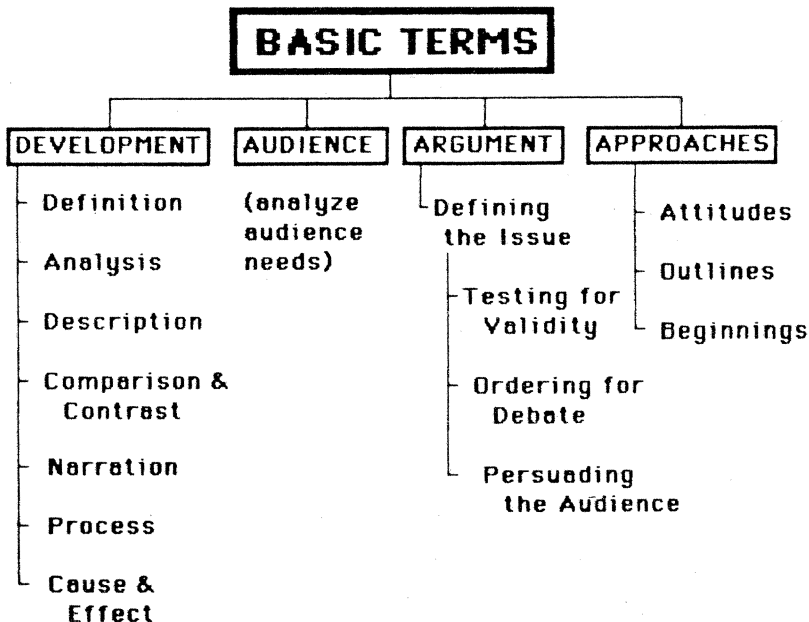 BASIC TERMS
DEVELOPMENT
Definition
Analysis
Description
Comparison &
Contrast
Narration
Process
Cause &
Effect
AUDIENCE
(analyze
audience
needs)
ARGUMENT
Defining
the Issue
Testing for
Validity
Ordering for
Debate
Persuading
the Audience
APPROACHES
Attitudes
Outlines
Beginnings